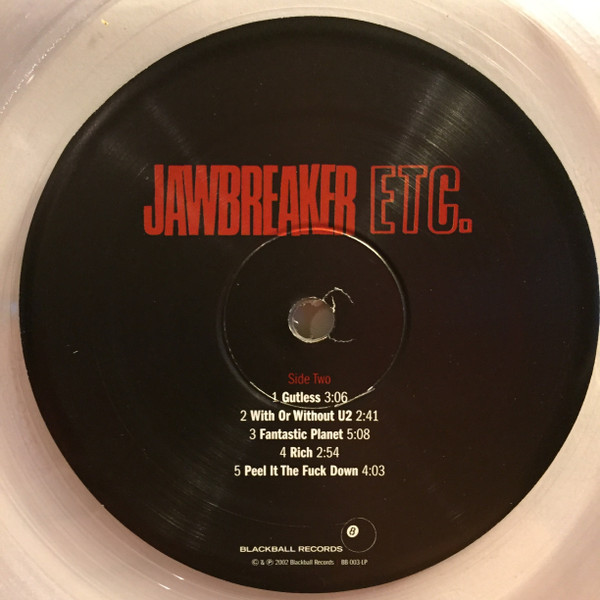 JAWBREAKER ETC.
Side Two
1 Gutless 3:06
2 With Or Without U2 2:41
3 Fantastic Planet 5:08
4 Rich 2:54
5 Peel It The Fuck Down 4:03
8
BLACKBALL RECORDS
© & ℗ 2002 Blackball Records BB 003-LP